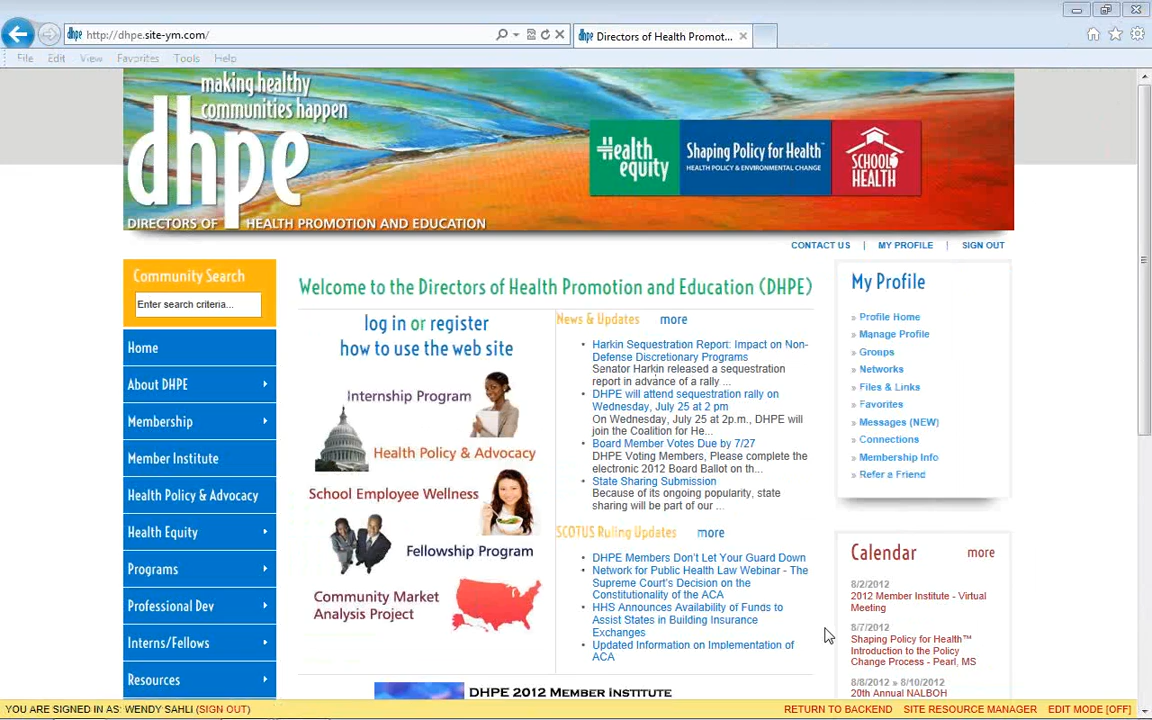 http://dhpe.site-ym.com/
Directors of Health Promot...
File Edit View Favorites Tools Help
making healthy
communities happen
dhpe
DIRECTORS OF HEALTH PROMOTION AND EDUCATION
Health
equity
Shaping Policy for Health™
HEALTH POLICY & ENVIRONMENTAL CHANGE
SCHOOL
HEALTH
CONTACT US | MY PROFILE | SIGN OUT
Community Search
Enter search criteria...
Home
About DHPE
Membership
Member Institute
Health Policy & Advocacy
Health Equity
Programs
Professional Dev
Interns/Fellows
Resources
Welcome to the Directors of Health Promotion and Education (DHPE)
log in or register
how to use the web site
Internship Program
Health Policy & Advocacy
School Employee Wellness
Fellowship Program
Community Market
Analysis Project
News & Updates more
• Harkin Sequestration Report: Impact on Non-
Defense Discretionary Programs
Senator Harkin released a sequestration
report in advance of a rally ...
• DHPE will attend sequestration rally on
Wednesday, July 25 at 2 pm
On Wednesday, July 25 at 2p.m., DHPE will
join the Coalition for He...
• Board Member Votes Due by 7/27
DHPE Voting Members, Please complete the
electronic 2012 Board Ballot on th...
• State Sharing Submission
Because of its ongoing popularity, state
sharing will be part of our ...
SCOTUS Ruling Updates more
• DHPE Members Don't Let Your Guard Down
• Network for Public Health Law Webinar - The
Supreme Court's Decision on the
Constitutionality of the ACA
• HHS Announces Availability of Funds to
Assist States in Building Insurance
Exchanges
• Updated Information on Implementation of
ACA
DHPE 2012 MEMBER INSTITUTE
My Profile
» Profile Home
» Manage Profile
» Groups
» Networks
» Files & Links
» Favorites
» Messages (NEW)
» Connections
» Membership Info
» Refer a Friend
Calendar more
8/2/2012
2012 Member Institute - Virtual
Meeting
8/7/2012
Shaping Policy for Health™
Introduction to the Policy
Change Process - Pearl, MS
8/8/2012 » 8/10/2012
20th Annual NALBOH
YOU ARE SIGNED IN AS: WENDY SAHLI (SIGN OUT) RETURN TO BACKEND SITE RESOURCE MANAGER EDIT MODE [OFF]